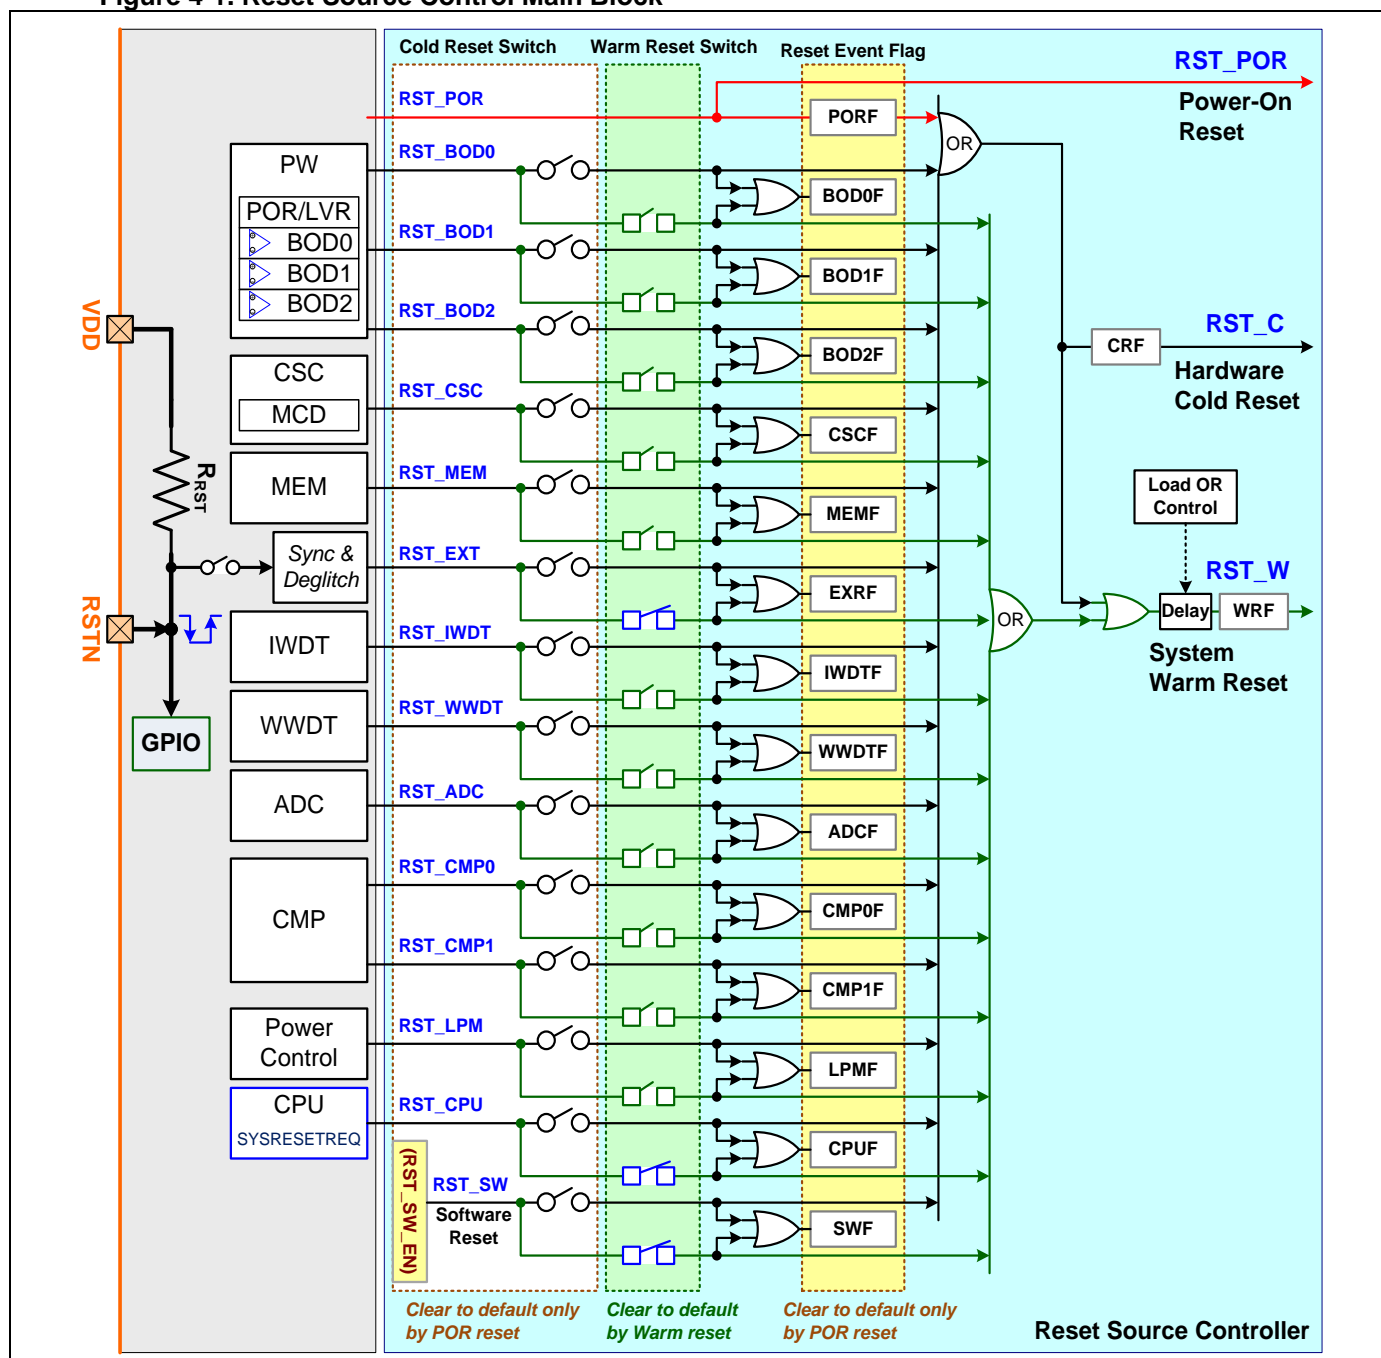 Figure 4-1. Reset Source Control Main Block
Cold Reset Switch
Warm Reset Switch
Reset Event Flag
RST_POR
Power-On
Reset
RST_POR
PORF
OR
PW
POR/LVR
BOD0
BOD1
BOD2
RST_BOD0
BOD0F
RST_BOD1
BOD1F
RST_BOD2
BOD2F
VDD
RRST
RSTN
GPIO
CSC
MCD
RST_CSC
CSCF
CRF
RST_C
Hardware
Cold Reset
MEM
RST_MEM
MEMF
Load OR
Control
Sync &
Deglitch
RST_EXT
EXRF
OR
Delay
WRF
RST_W
System
Warm Reset
IWDT
RST_IWDT
IWDTF
WWDT
RST_WWDT
WWDTF
ADC
RST_ADC
ADCF
CMP
RST_CMP0
CMP0F
RST_CMP1
CMP1F
Power
Control
RST_LPM
LPMF
CPU
SYSRESETREQ
RST_CPU
CPUF
(RST_SW_EN)
RST_SW
Software
Reset
SWF
Clear to default only
by POR reset
Clear to default
by Warm reset
Clear to default only
by POR reset
Reset Source Controller